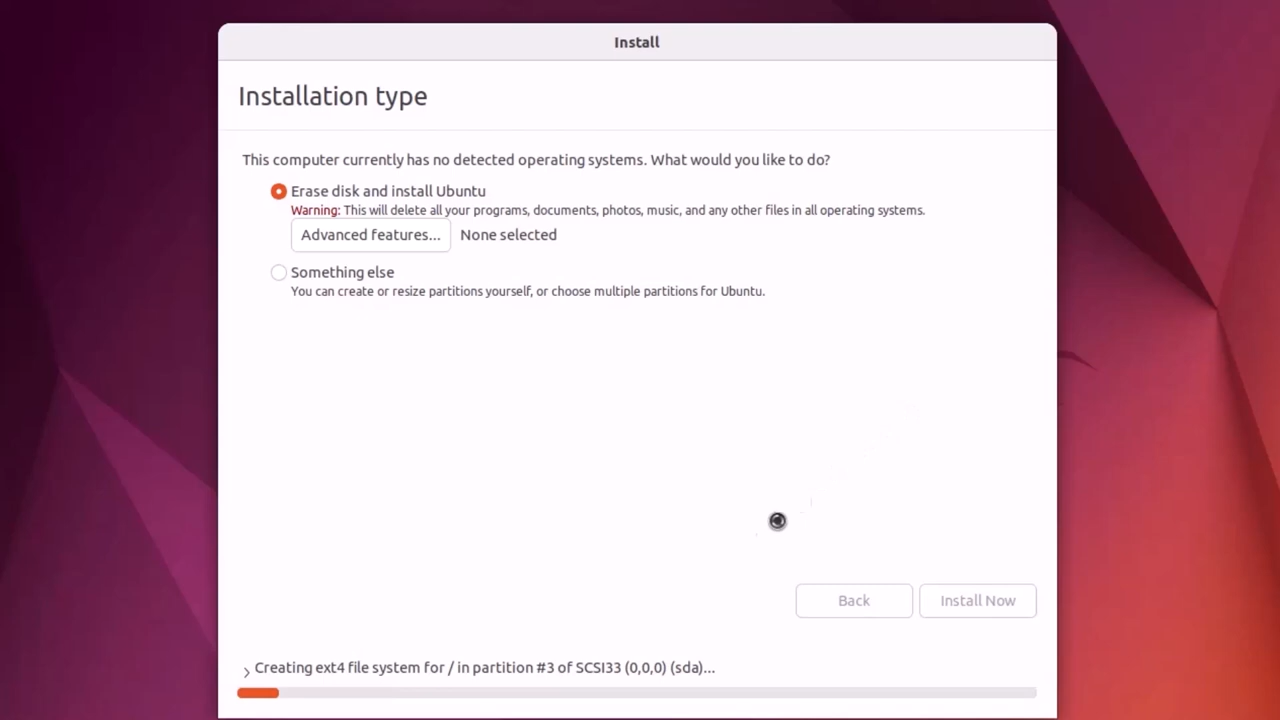 Install
Installation type
This computer currently has no detected operating systems. What would you like to do?
Erase disk and install Ubuntu
Warning: This will delete all your programs, documents, photos, music, and any other files in all operating systems.
Advanced features... None selected
Something else
You can create or resize partitions yourself, or choose multiple partitions for Ubuntu.
Back Install Now
Creating ext4 file system for / in partition #3 of SCSI33 (0,0,0) (sda)...